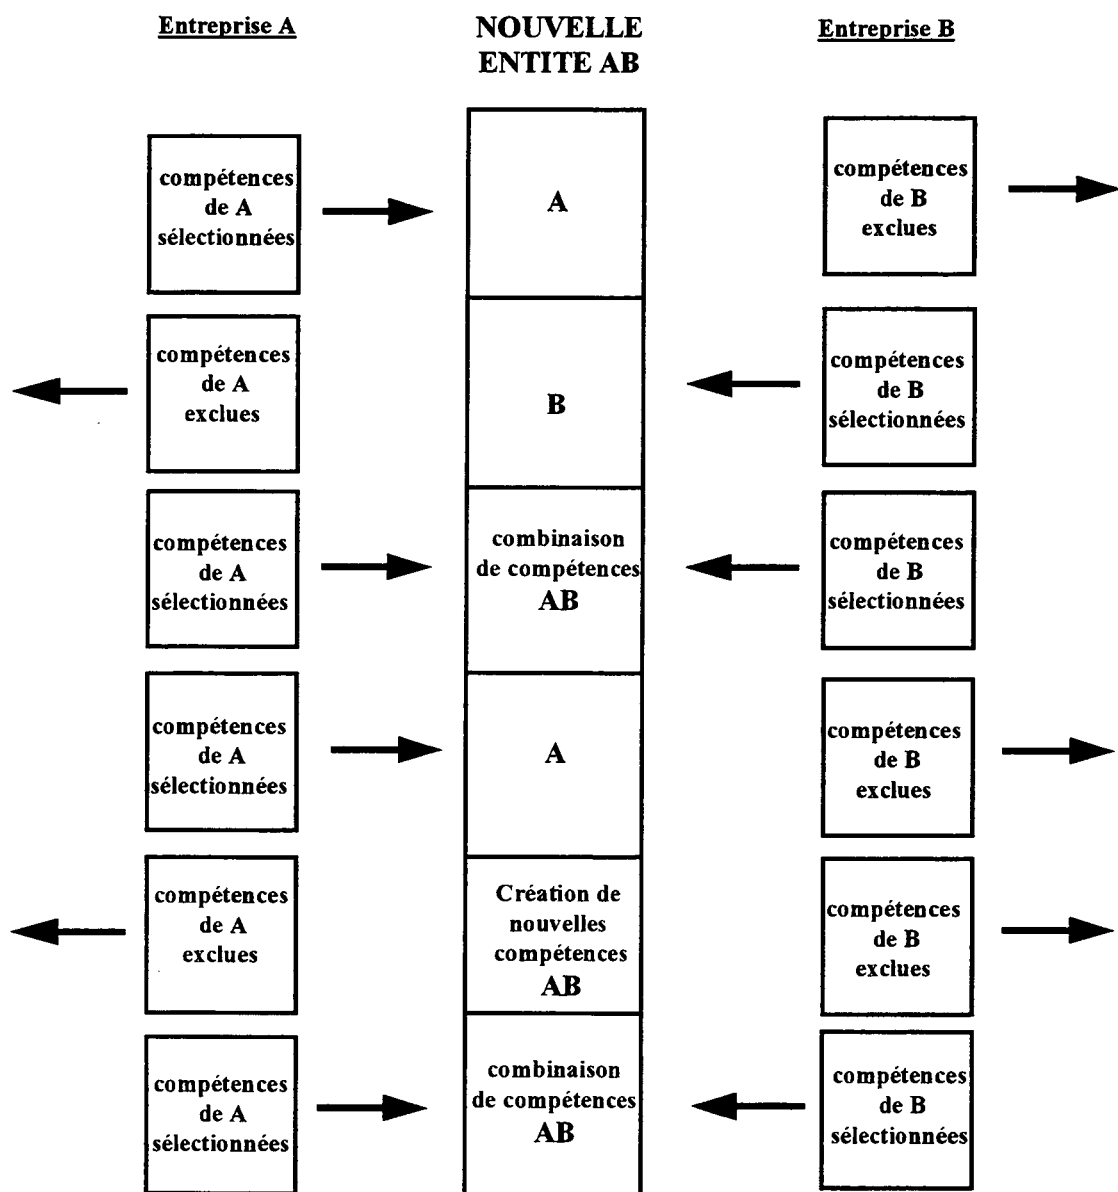 Entreprise A
NOUVELLE
ENTITE AB
Entreprise B
compétences
de A
sélectionnées
A
compétences
de B
exclues
compétences
de A
exclues
B
compétences
de B
sélectionnées
compétences
de A
sélectionnées
combinaison
de compétences
AB
compétences
de B
sélectionnées
compétences
de A
sélectionnées
A
compétences
de B
exclues
compétences
de A
exclues
Création de
nouvelles
compétences
AB
compétences
de B
exclues
compétences
de A
sélectionnées
combinaison
de compétences
AB
compétences
de B
sélectionnées